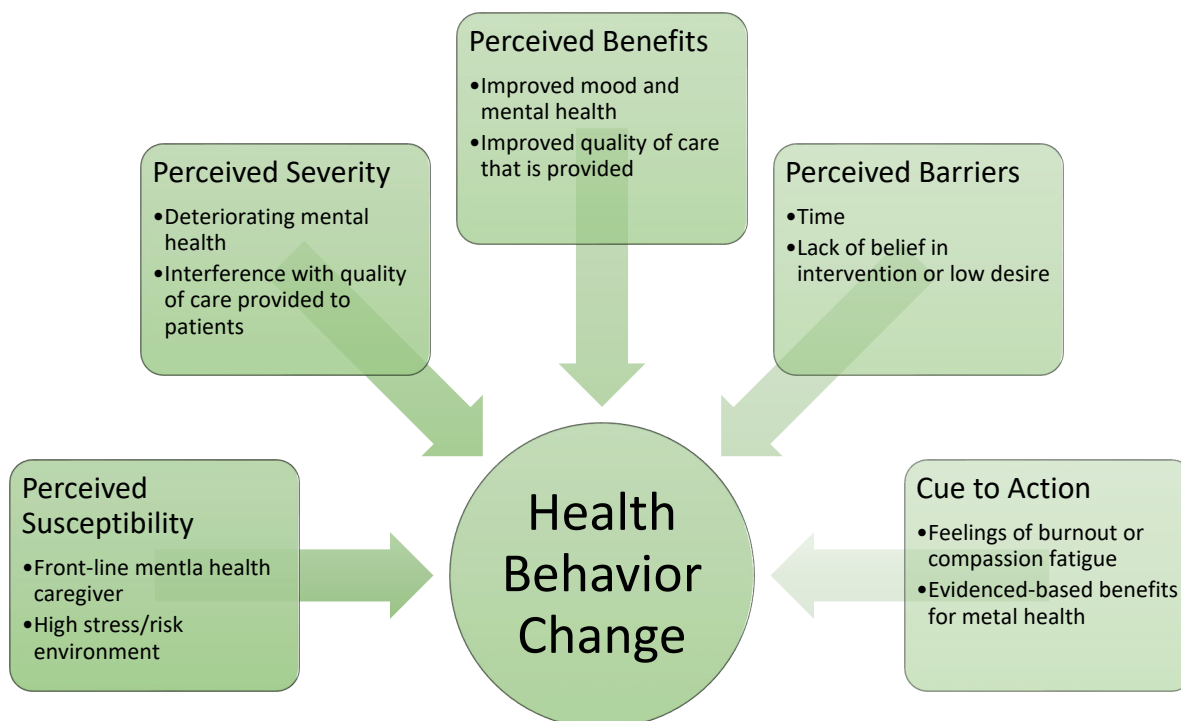 Perceived Benefits
•Improved mood and
mental health
•Improved quality of care
that is provided
Perceived Severity
•Deteriorating mental
health
•Interference with quality
of care provided to
patients
Perceived Barriers
•Time
•Lack of belief in
intervention or low desire
Perceived
Susceptibility
•Front-line mentla health
caregiver
•High stress/risk
environment
Health
Behavior
Change
Cue to Action
•Feelings of burnout or
compassion fatigue
•Evidenced-based benefits
for metal health